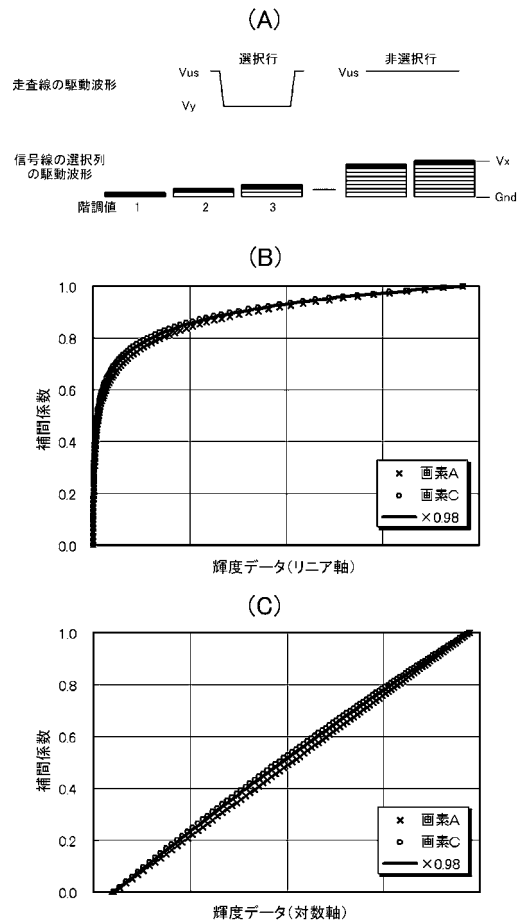 (A)
選択行
非選択行
走査線の駆動波形
Vus
Vy
Vus
信号線の選択列
の駆動波形
Vx
Gnd
階調値 1 2 3
(B)
補間係数
1.0
0.8
0.6
0.4
0.2
0.0
画素A
画素C
×0.98
輝度データ(リニア軸)
(C)
補間係数
1.0
0.8
0.6
0.4
0.2
0.0
画素A
画素C
×0.98
輝度データ(対数軸)